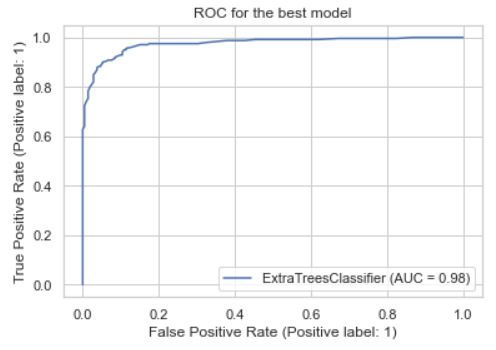 ROC for the best model
True Positive Rate (Positive label: 1)
1.0
0.8
0.6
0.4
0.2
0.0
ExtraTreesClassifier (AUC = 0.98)
0.0 0.2 0.4 0.6 0.8 1.0
False Positive Rate (Positive label: 1)